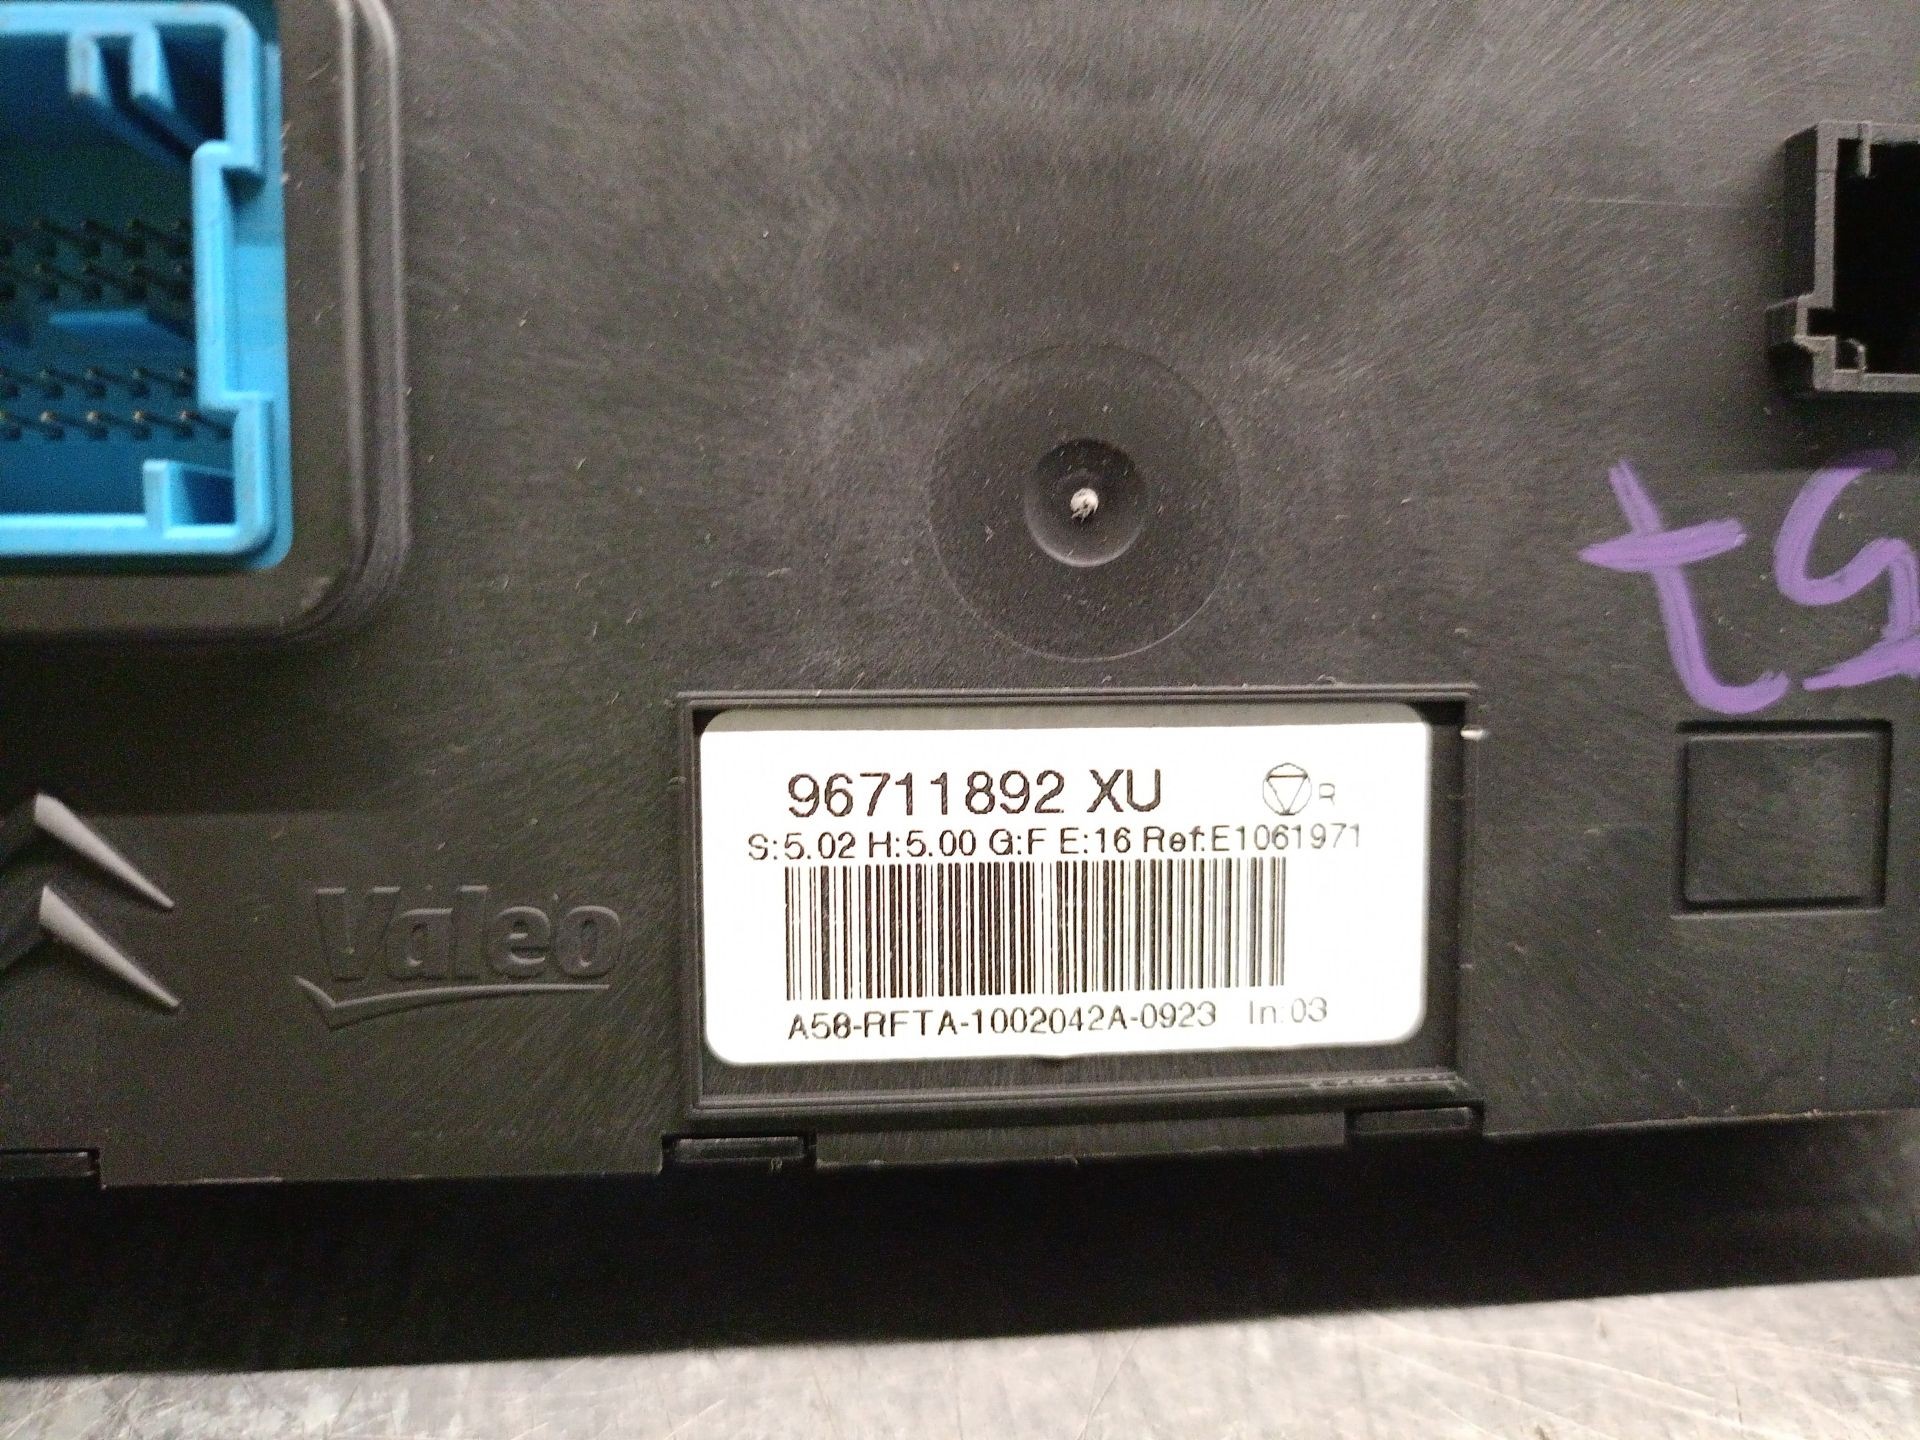 96711892 XU R
S:5.02 H:5.00 G:F E:16 Ref:E1061971
Valeo
A58-RFTA-1002042A-0923 In:03